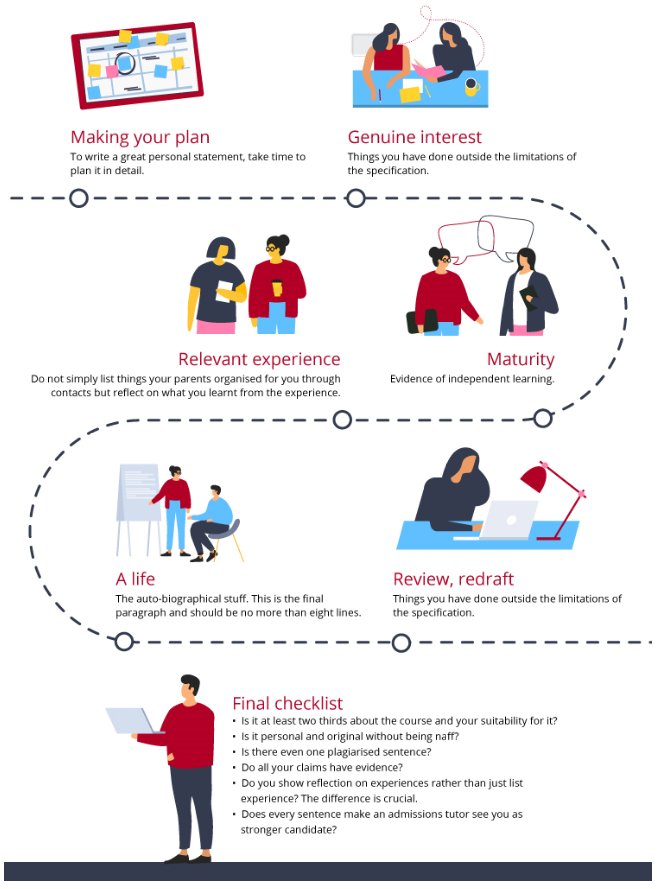 Making your plan
To write a great personal statement, take time to
plan it in detail.
Genuine interest
Things you have done outside the limitations of
the specification.
Relevant experience
Do not simply list things your parents organised for you through
contacts but reflect on what you learnt from the experience.
Maturity
Evidence of independent learning.
A life
The auto-biographical stuff. This is the final
paragraph and should be no more than eight lines.
Review, redraft
Things you have done outside the limitations of
the specification.
Final checklist
• Is it at least two thirds about the course and your suitability for it?
• Is it personal and original without being naff?
• Is there even one plagiarised sentence?
• Do all your claims have evidence?
• Do you show reflection on experiences rather than just list
experience? The difference is crucial.
• Does every sentence make an admissions tutor see you as
stronger candidate?